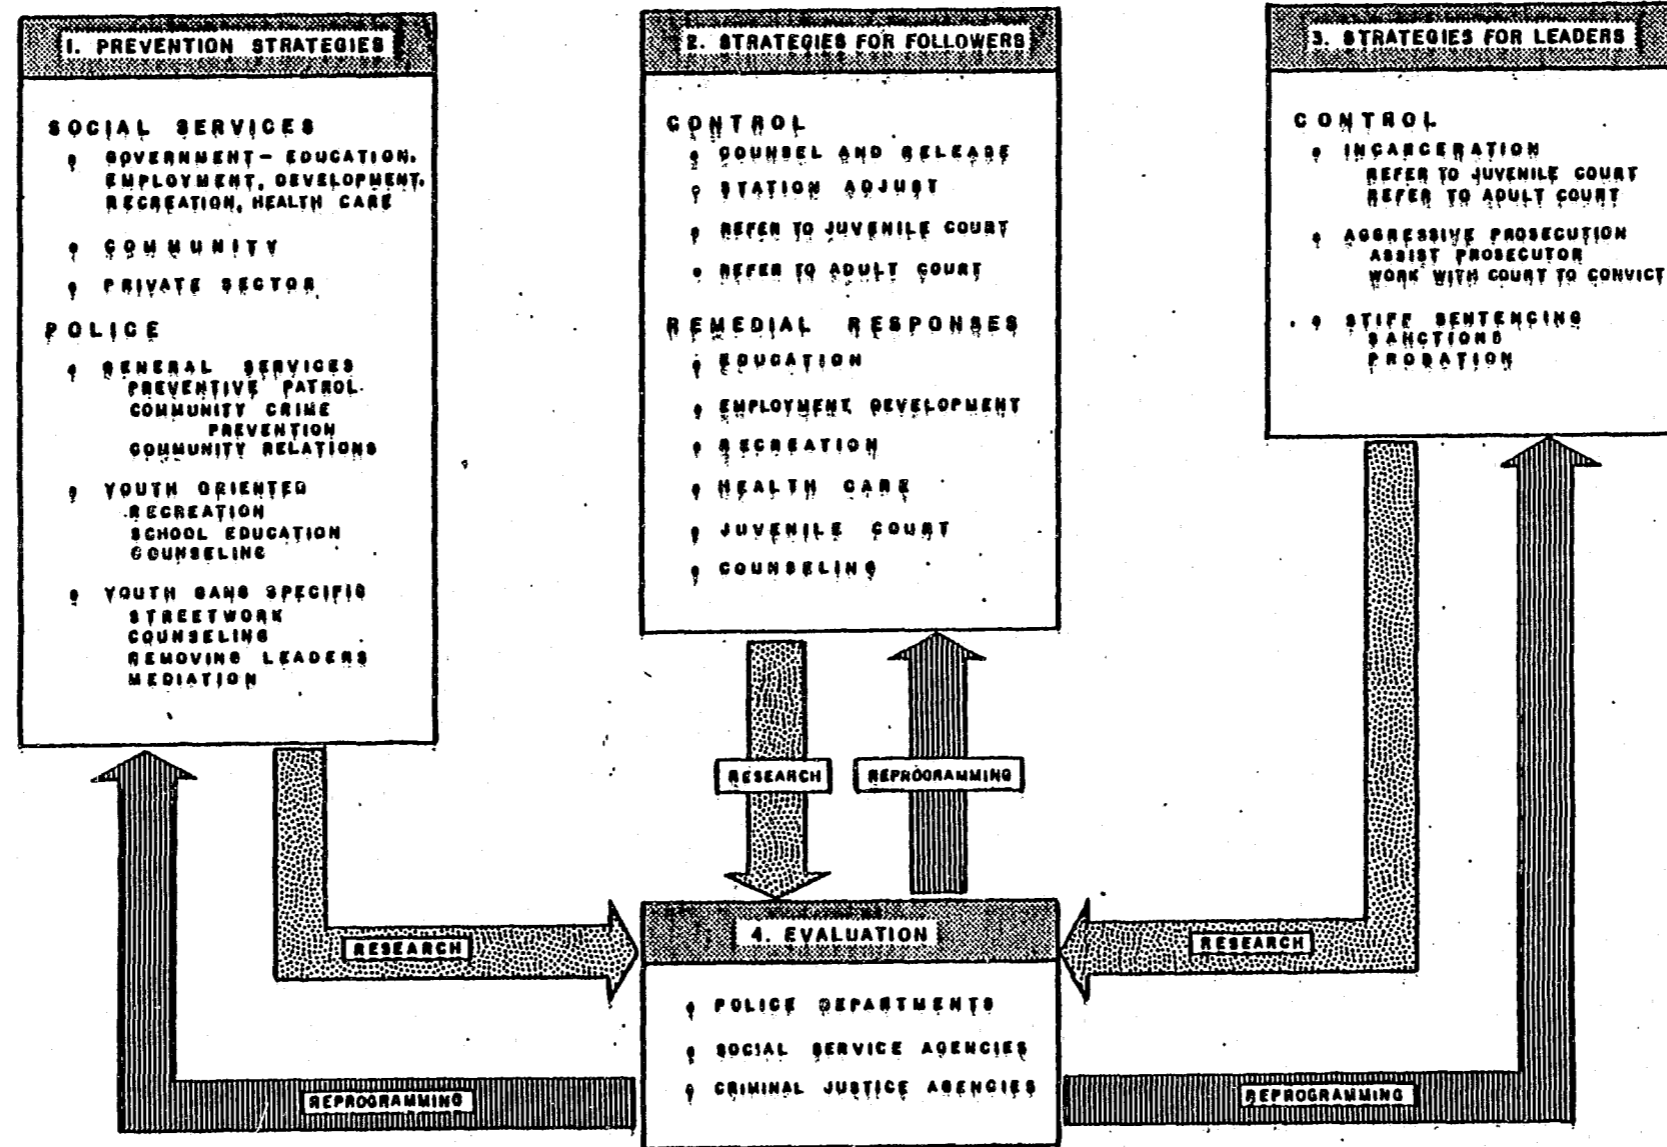 1. PREVENTION STRATEGIES
SOCIAL SERVICES
GOVERNMENT - EDUCATION,
EMPLOYMENT, DEVELOPMENT,
RECREATION, HEALTH CARE
COMMUNITY
PRIVATE SECTOR
POLICE
GENERAL SERVICES
PREVENTIVE PATROL
COMMUNITY CRIME
PREVENTION
COMMUNITY RELATIONS
YOUTH ORIENTED
RECREATION
SCHOOL EDUCATION
COUNSELING
YOUTH GANG SPECIFIC
STREETWORK
COUNSELING
REMOVING LEADERS
MEDIATION
2. STRATEGIES FOR FOLLOWERS
CONTROL
COUNSEL AND RELEASE
STATION ADJUST
REFER TO JUVENILE COURT
REFER TO ADULT COURT
REMEDIAL RESPONSES
EDUCATION
EMPLOYMENT DEVELOPMENT
RECREATION
HEALTH CARE
JUVENILE COURT
COUNSELING
3. STRATEGIES FOR LEADERS
CONTROL
INCARCERATION
REFER TO JUVENILE COURT
REFER TO ADULT COURT
AGGRESSIVE PROSECUTION
ASSIST PROSECUTOR
WORK WITH COURT TO CONVICT
STIFF SENTENCING
SANCTIONS
PROBATION
RESEARCH
REPROGRAMMING
RESEARCH
RESEARCH
4. EVALUATION
POLICE DEPARTMENTS
SOCIAL SERVICE AGENCIES
CRIMINAL JUSTICE AGENCIES
REPROGRAMMING
REPROGRAMMING